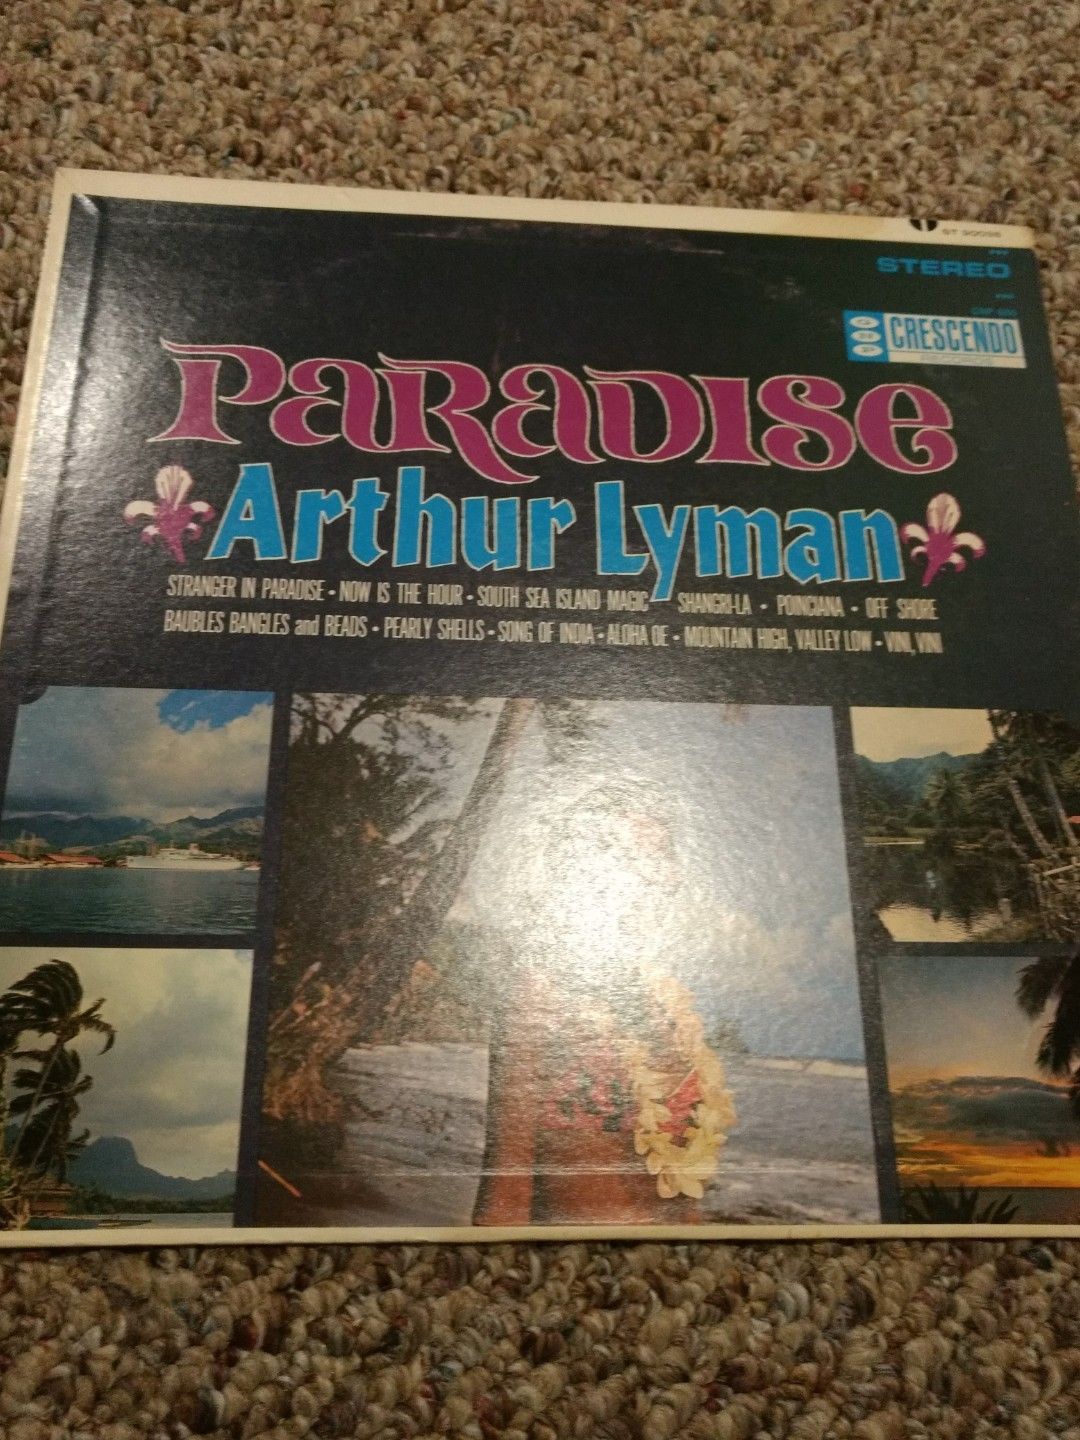 ST 90098
STEREO
CRESCENDO
PARADISE
Arthur Lyman
STRANGER IN PARADISE • NOW IS THE HOUR • SOUTH SEA ISLAND MAGIC SHANGRI-LA • POINCIANA • OFF SHORE
BAUBLES BANGLES and BEADS • PEARLY SHELLS • SONG OF INDIA • ALOHA OE • MOUNTAIN HIGH, VALLEY LOW • VINI, VINI